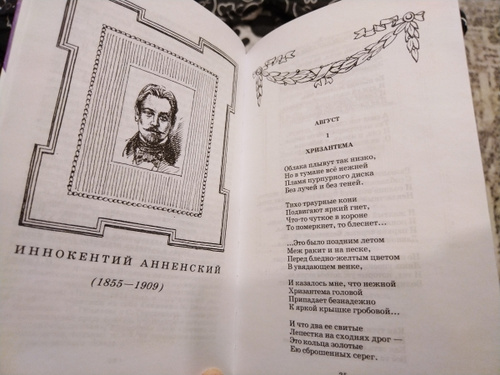 ИННОКЕНТИЙ АННЕНСКИЙ
(1855—1909)
АВГУСТ
1
ХРИЗАНТЕМА
Облака плывут так низко,
Но в тумане всё нежней
Пламя пурпурного диска
Без лучей и без теней.
Тихо траурные кони
Подвигают яркий гнет,
Что-то чуткое в короне
То померкнет, то блеснет...
...Это было поздним летом
Меж ракит и на песке,
Перед бледно-желтым цветом
В увядающем венке,
И казалось мне, что нежной
Хризантема головой
Припадает безнадежно
К яркой крышке гробовой...
И что два ее свитые
Лепестка на сходнях дрог —
Это кольца золотые
Ею сброшенных серег.